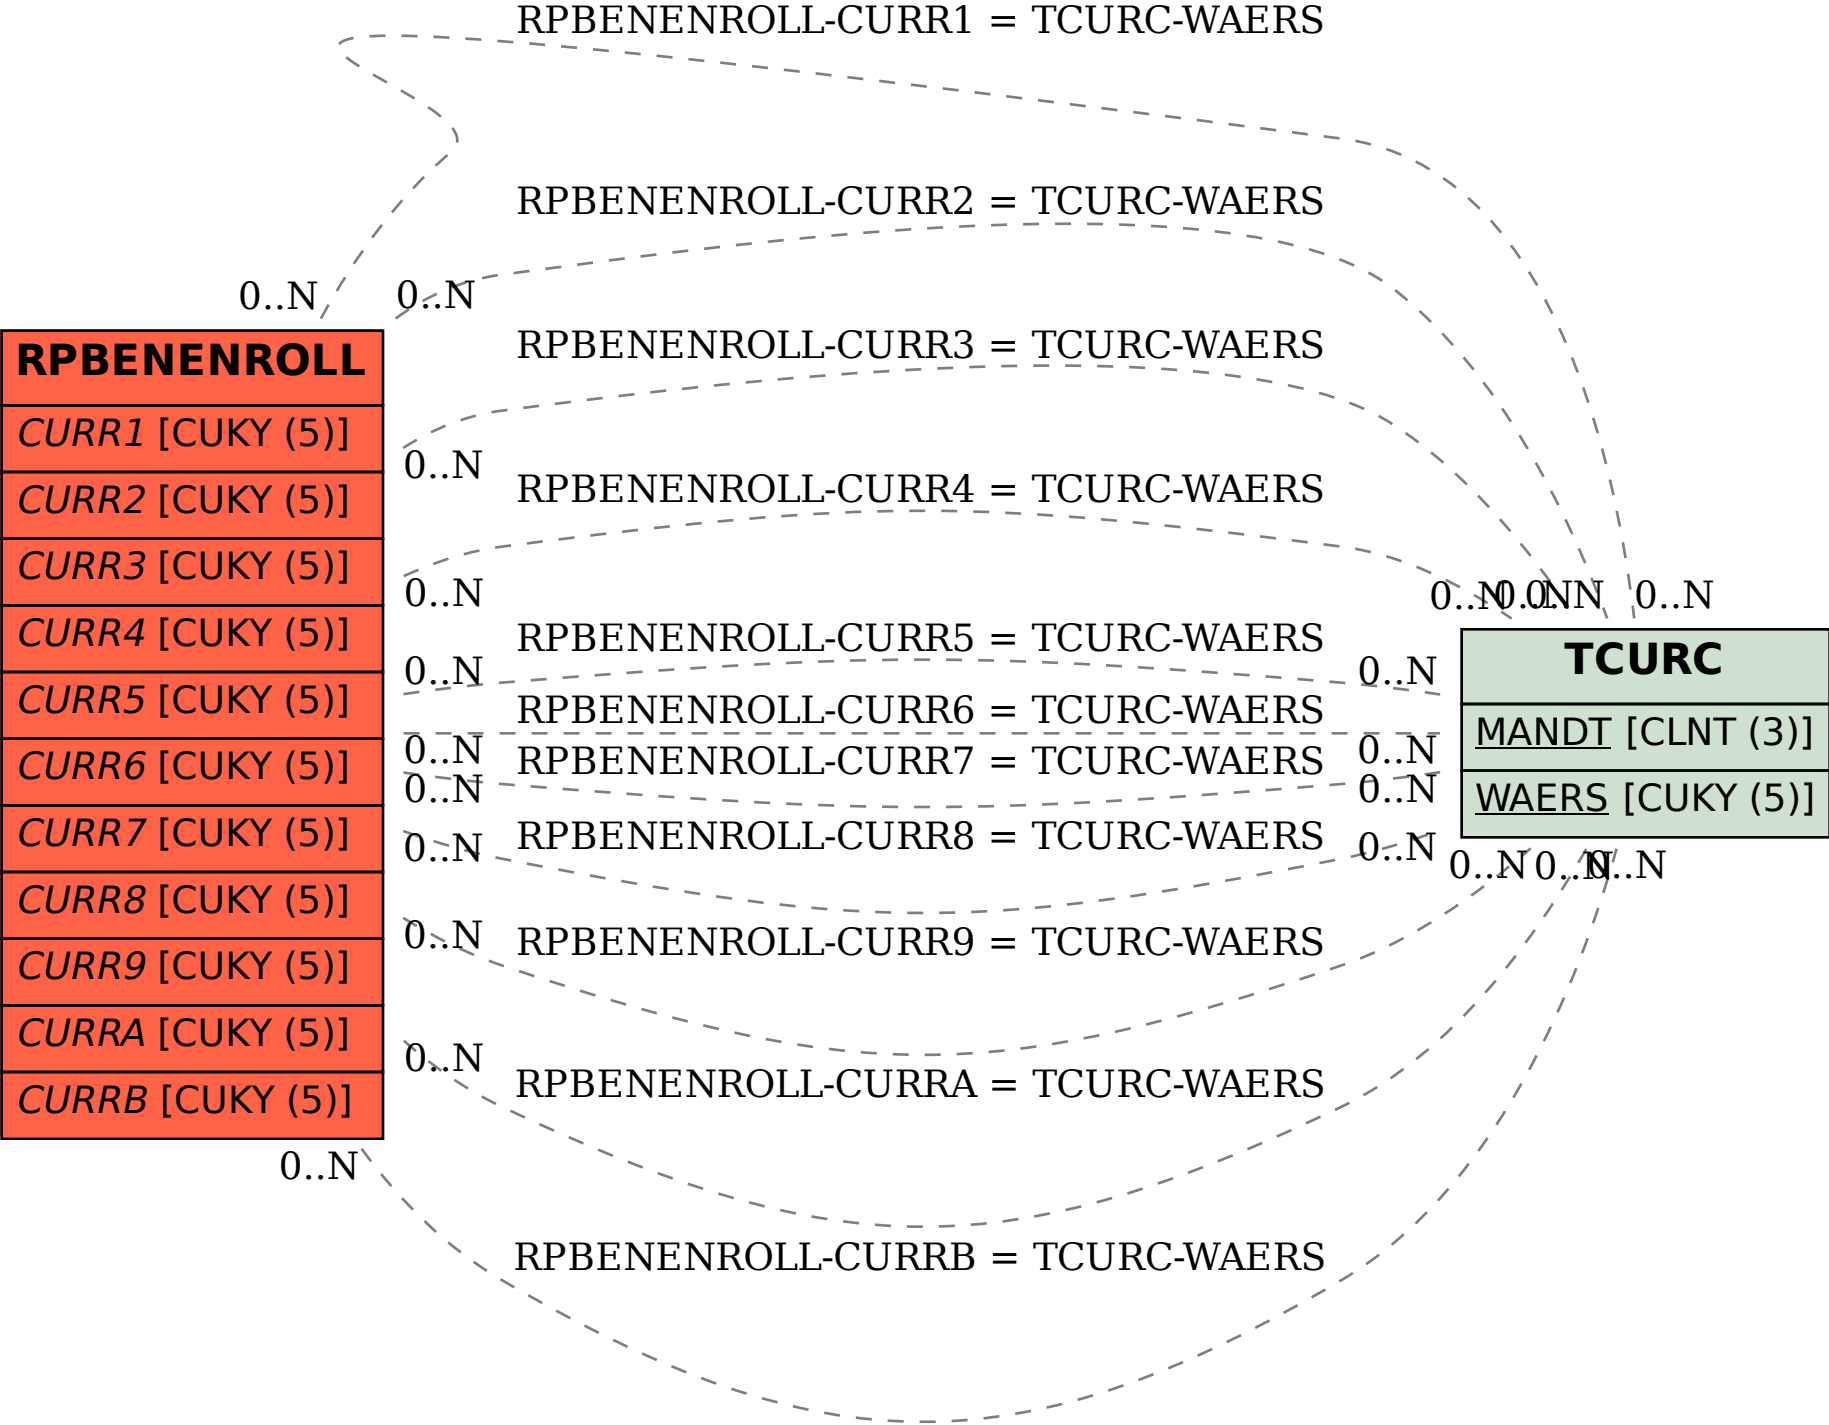 RPBENENROLL-CURR1 = TCURC-WAERS
RPBENENROLL-CURR2 = TCURC-WAERS
0..N
0..N
RPBENENROLL
CURR1 [CUKY (5)]
CURR2 [CUKY (5)]
CURR3 [CUKY (5)]
CURR4 [CUKY (5)]
CURR5 [CUKY (5)]
CURR6 [CUKY (5)]
CURR7 [CUKY (5)]
CURR8 [CUKY (5)]
CURR9 [CUKY (5)]
CURRA [CUKY (5)]
CURRB [CUKY (5)]
RPBENENROLL-CURR3 = TCURC-WAERS
0..N
RPBENENROLL-CURR4 = TCURC-WAERS
0..N
0..N
0..N
0..N
0..N
RPBENENROLL-CURR5 = TCURC-WAERS
0..N
0..N
RPBENENROLL-CURR6 = TCURC-WAERS
0..N
0..N
RPBENENROLL-CURR7 = TCURC-WAERS
0..N
0..N
RPBENENROLL-CURR8 = TCURC-WAERS
0..N
0..N
TCURC
MANDT [CLNT (3)]
WAERS [CUKY (5)]
0..N
0..N
0..N
0..N
RPBENENROLL-CURR9 = TCURC-WAERS
0..N
RPBENENROLL-CURRA = TCURC-WAERS
0..N
RPBENENROLL-CURRB = TCURC-WAERS